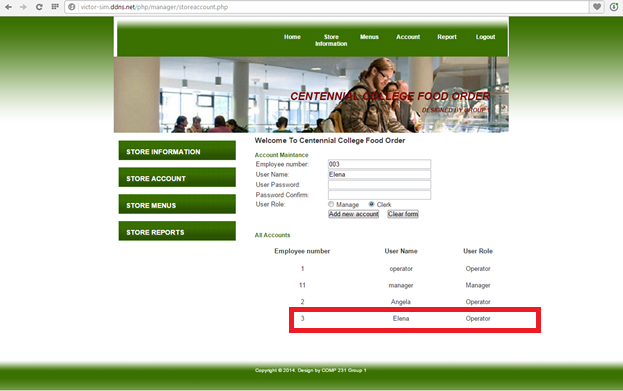 victor-sim.ddns.net/php/manager/storeaccount.php
Home Store Information Menus Account Report Logout
CENTENNIAL COLLEGE FOOD ORDER
DESIGNED BY GROUP 1
STORE INFORMATION
STORE ACCOUNT
STORE MENUS
STORE REPORTS
Welcome To Centennial College Food Order
Account Maintance
Employee number: 003
User Name: Elena
User Password:
Password Confirm:
User Role: Manage Clerk
Add new account Clear form
All Accounts
Employee number User Name User Role
1 operator Operator
11 manager Manager
2 Angela Operator
3 Elena Operator
Copyright © 2014. Design by COMP 231 Group 1